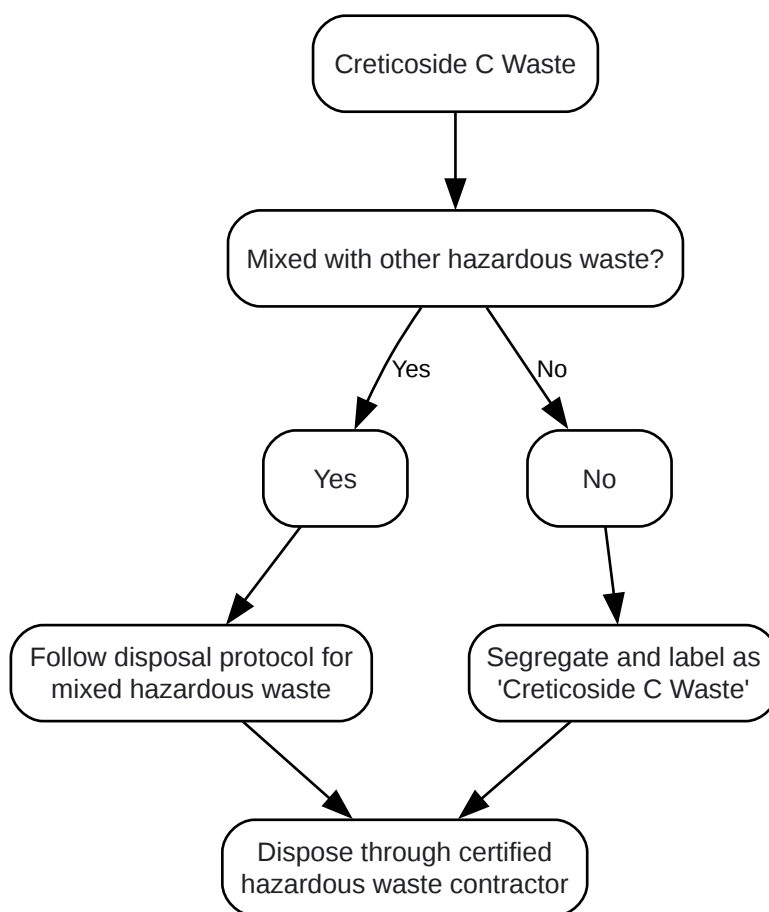 Creticoside C Waste
Mixed with other hazardous waste?
Yes
No
Yes
No
Follow disposal protocol for
mixed hazardous waste
Segregate and label as
'Creticoside C Waste'
Dispose through certified
hazardous waste contractor